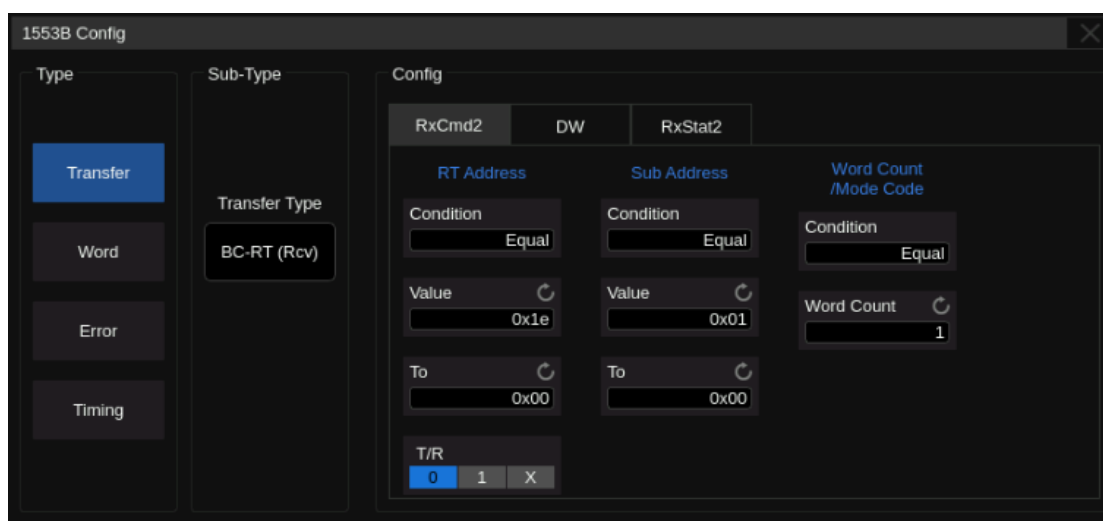 1553B Config
Type
Transfer
Word
Error
Timing
Sub-Type
Transfer Type
BC-RT (Rcv)
Config
RxCmd2 DW RxStat2
RT Address
Condition
Equal
Value
0x1e
To
0x00
T/R
0 1 X
Sub Address
Condition
Equal
Value
0x01
To
0x00
Word Count
/Mode Code
Condition
Equal
Word Count
1